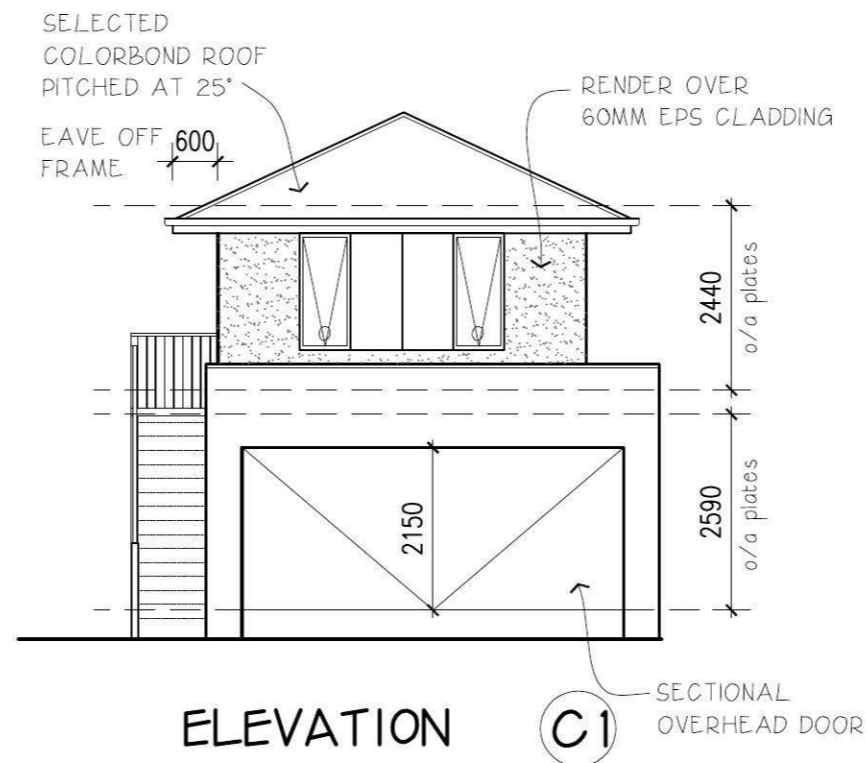 SELECTED
COLORBOND ROOF
PITCHED AT 25°
EAVE OFF
FRAME
600
RENDER OVER
60MM EPS CLADDING
2440
o/a plates
2150
2590
o/a plates
SECTIONAL
OVERHEAD DOOR
ELEVATION C1